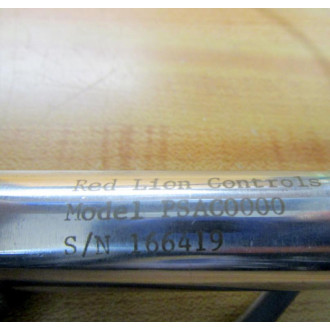 Red Lion Controls
Model PSAC0000
S/N 166419